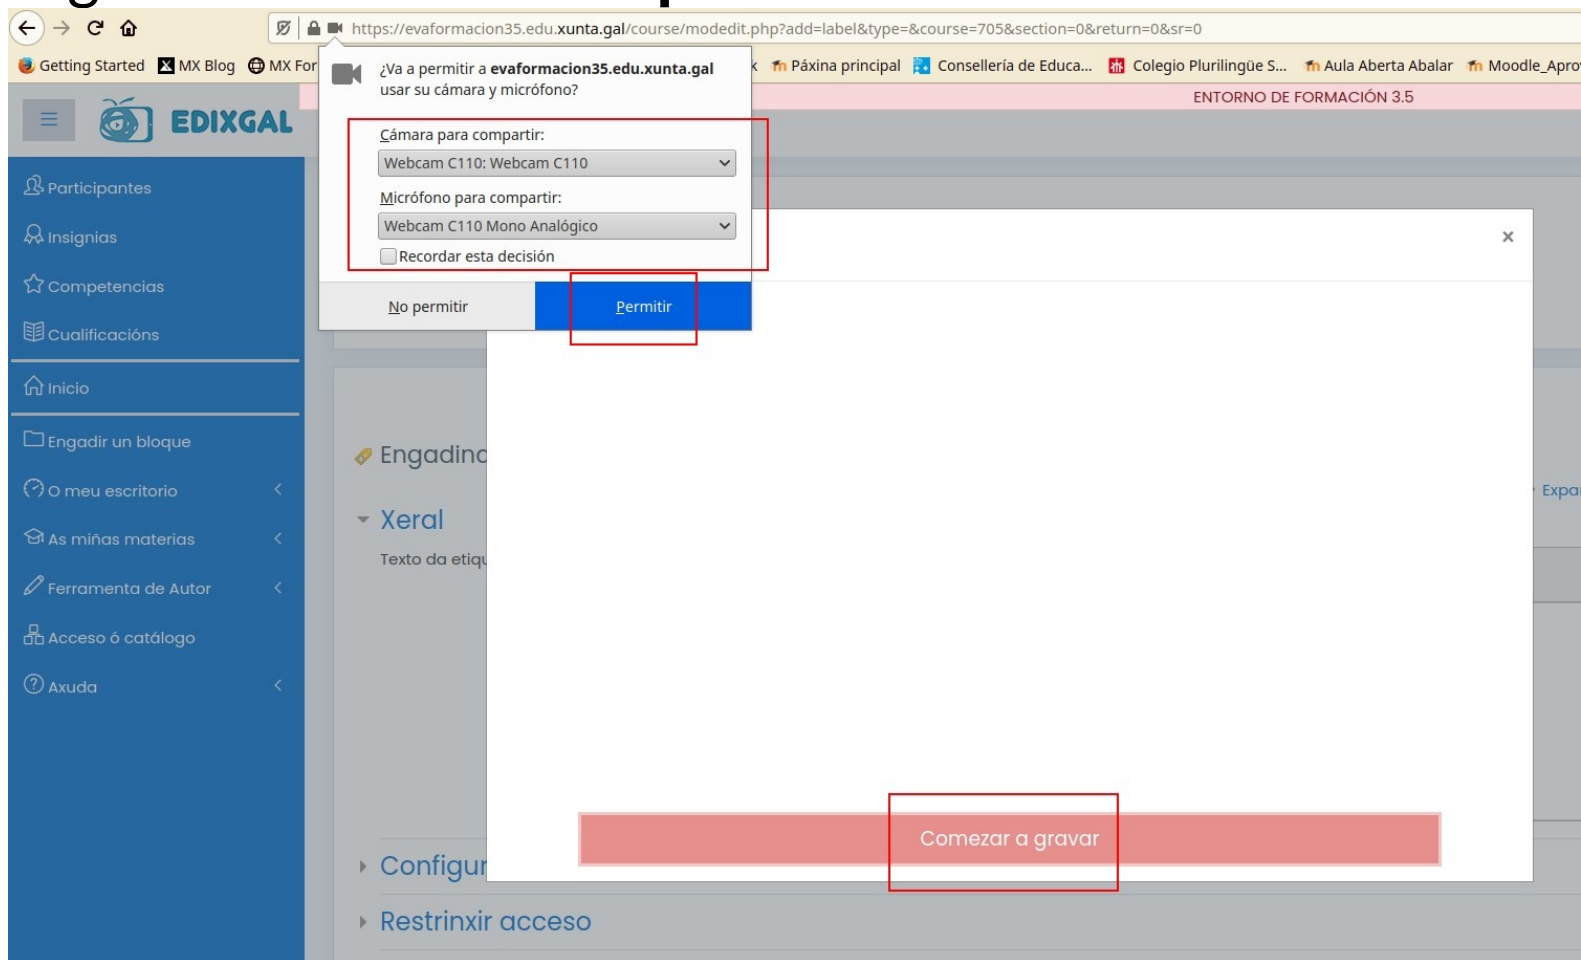 https://evaformacion35.edu.xunta.gal/course/modedit.php?add=label&type=&course=705&section=0&return=0&sr=0
Getting Started MX Blog MX For
Páxina principal Consellería de Educa... Colegio Plurilingüe S... Aula Aberta Abalar Moodle_Apro
¿Va a permitir a evaformacion35.edu.xunta.gal
usar su cámara y micrófono?
Cámara para compartir:
Webcam C110: Webcam C110
Micrófono para compartir:
Webcam C110 Mono Analógico
Recordar esta decisión
No permitir Permitir
ENTORNO DE FORMACIÓN 3.5
EDIXGAL
Participantes
Insignias
Competencias
Cualificacións
Inicio
Engadir un bloque
O meu escritorio
As miñas materias
Ferramenta de Autor
Acceso ó catálogo
Axuda
×
Engadinc
Expa
Xeral
Texto da etiqu
Comezar a gravar
Configur
Restrinxir acceso